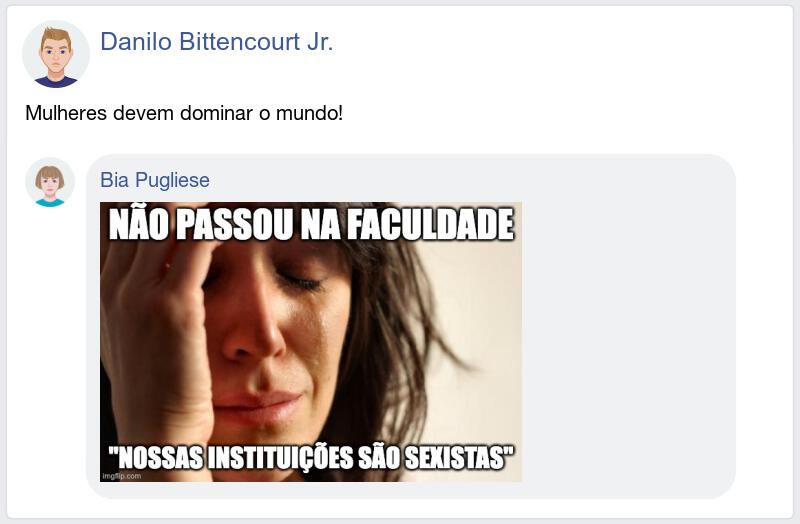 Danilo Bittencourt Jr.
Mulheres devem dominar o mundo!
Bia Pugliese
NÃO PASSOU NA FACULDADE
"NOSSAS INSTITUIÇÕES SÃO SEXISTAS"
imgflip.com